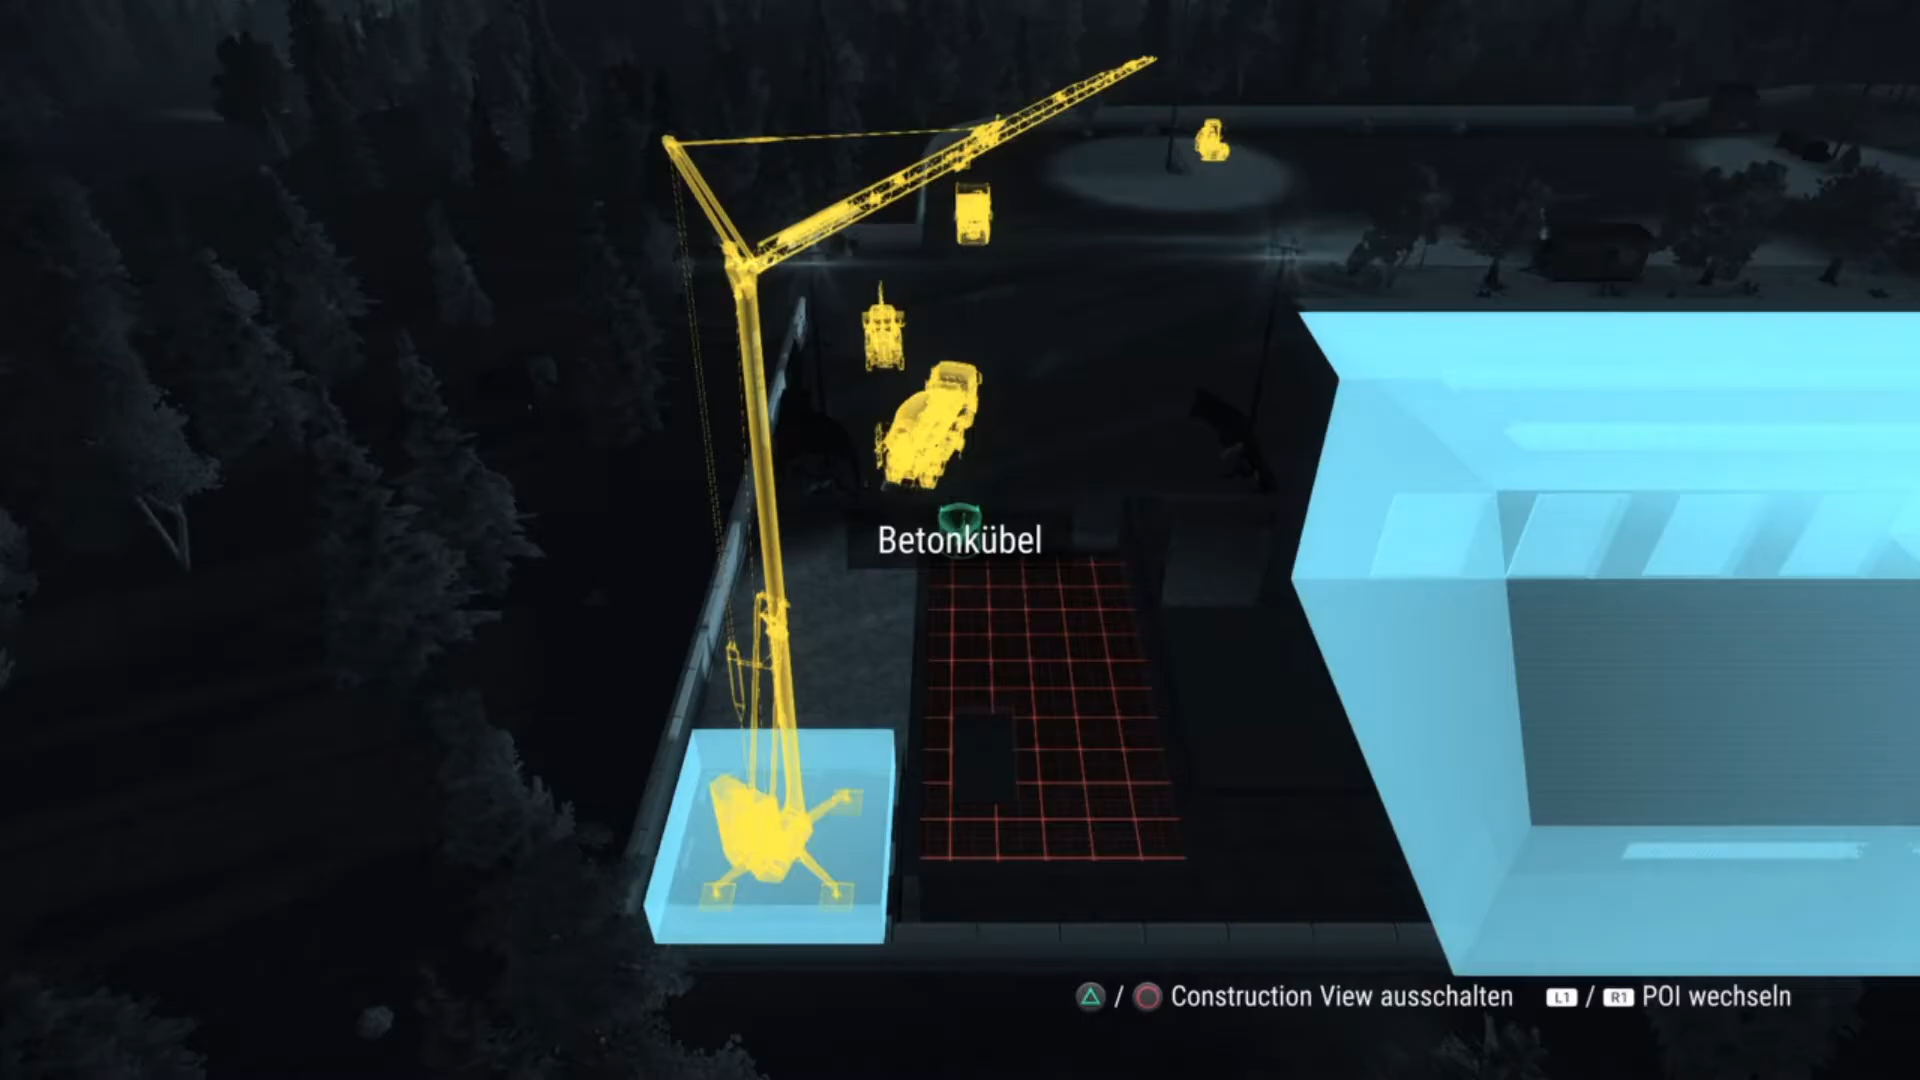 Betonkübel
/ Construction View ausschalten L1 / R1 POI wechseln